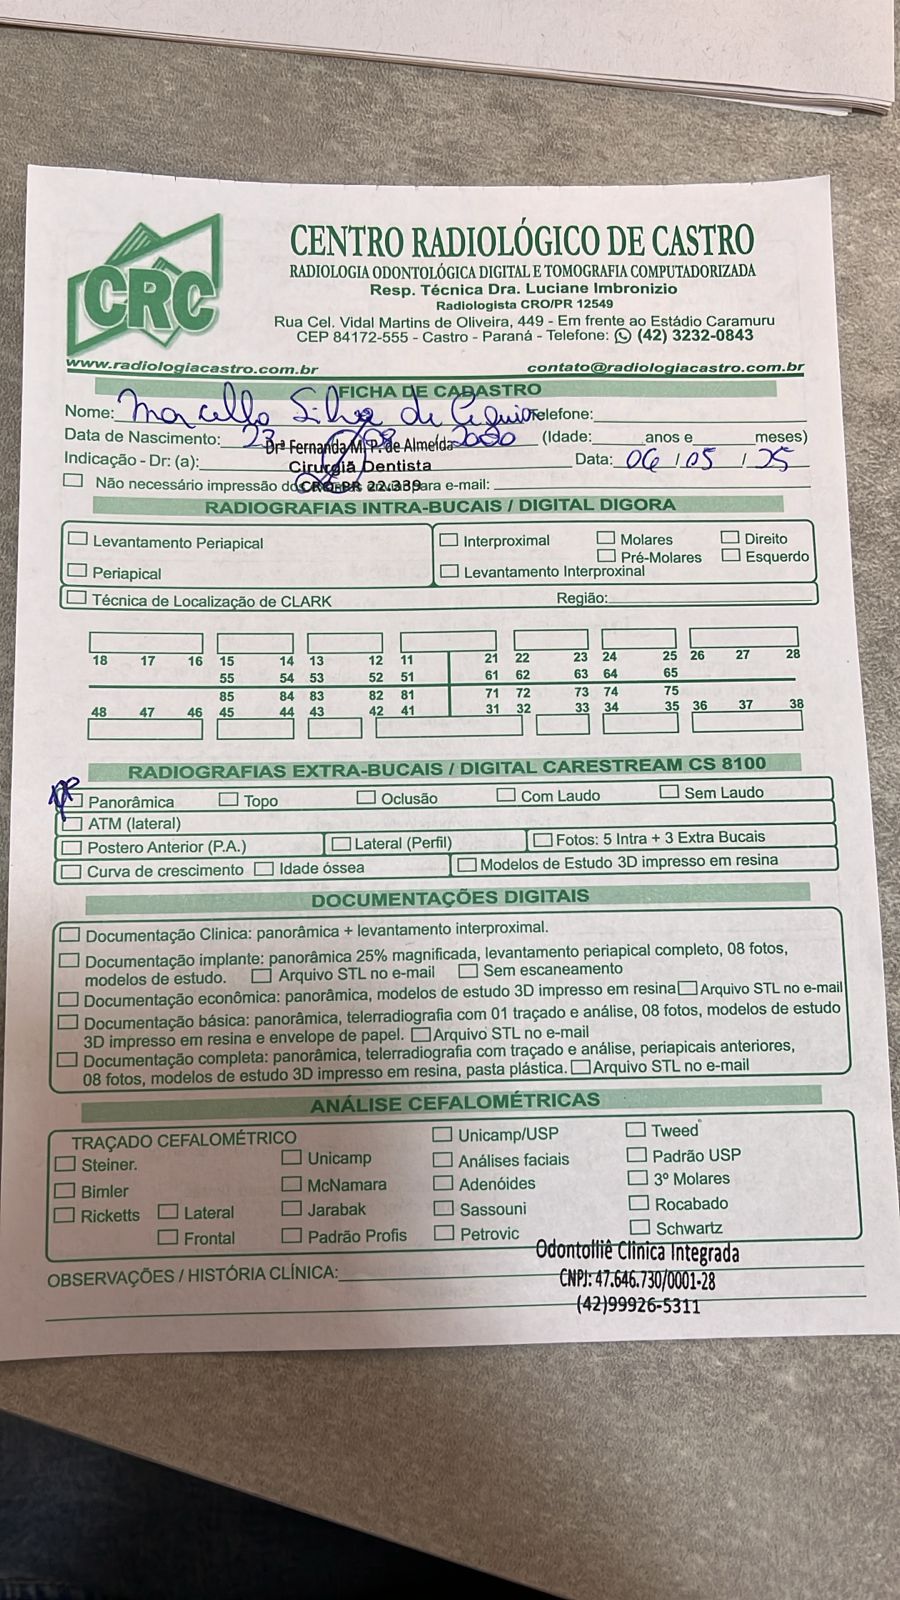 CRC
CENTRO RADIOLÓGICO DE CASTRO
RADIOLOGIA ODONTOLÓGICA DIGITAL E TOMOGRAFIA COMPUTADORIZADA
Resp. Técnica Dra. Luciane Imbronizio
Radiologista CRO/PR 12549
Rua Cel. Vidal Martins de Oliveira, 449 - Em frente ao Estádio Caramuru
CEP 84172-555 - Castro - Paraná - Telefone: (42) 3232-0843
www.radiologiacastro.com.br contato@radiologiacastro.com.br
FICHA DE CADASTRO
Nome: Marcello Silva de Telefone:
Data de Nascimento: 23 08 2000 (Idade: anos e meses)
Drª Fernanda M. P. de Almeida
Indicação - Dr: (a): Cirurgiã Dentista Data: 06 / 05 / 25
Não necessário impressão para e-mail:
CRO-PR 22.339
RADIOGRAFIAS INTRA-BUCAIS / DIGITAL DIGORA
Levantamento Periapical Interproximal Molares Direito
Pré-Molares Esquerdo
Periapical Levantamento Interproxinal
Técnica de Localização de CLARK Região:
18 17 16 15 14 13 12 11 21 22 23 24 25 26 27 28
55 54 53 52 51 61 62 63 64 65
85 84 83 82 81 71 72 73 74 75
48 47 46 45 44 43 42 41 31 32 33 34 35 36 37 38
RADIOGRAFIAS EXTRA-BUCAIS / DIGITAL CARESTREAM CS 8100
Panorâmica Topo Oclusão Com Laudo Sem Laudo
ATM (lateral)
Postero Anterior (P.A.) Lateral (Perfil) Fotos: 5 Intra + 3 Extra Bucais
Curva de crescimento Idade óssea Modelos de Estudo 3D impresso em resina
DOCUMENTAÇÕES DIGITAIS
Documentação Clinica: panorâmica + levantamento interproximal.
Documentação implante: panorâmica 25% magnificada, levantamento periapical completo, 08 fotos,
modelos de estudo. Arquivo STL no e-mail Sem escaneamento
Documentação econômica: panorâmica, modelos de estudo 3D impresso em resina Arquivo STL no e-mail
Documentação básica: panorâmica, telerradiografia com 01 traçado e análise, 08 fotos, modelos de estudo
3D impresso em resina e envelope de papel. Arquivo STL no e-mail
Documentação completa: panorâmica, telerradiografia com traçado e análise, periapicais anteriores,
08 fotos, modelos de estudo 3D impresso em resina, pasta plástica. Arquivo STL no e-mail
ANÁLISE CEFALOMÉTRICAS
TRAÇADO CEFALOMÉTRICO Unicamp/USP Tweed
Steiner. Unicamp Análises faciais Padrão USP
Bimler McNamara Adenóides 3º Molares
Ricketts Lateral Jarabak Sassouni Rocabado
Frontal Padrão Profis Petrovic Schwartz
Odontolliê Clinica Integrada
OBSERVAÇÕES / HISTÓRIA CLÍNICA: CNPJ: 47.646.730/0001-28
(42)99926-5311